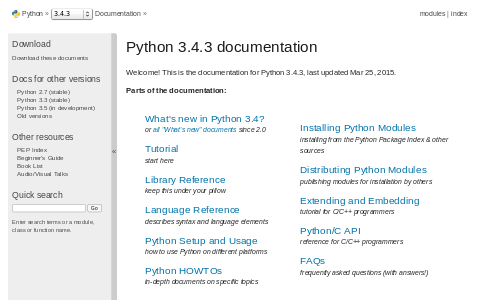 Python » 3.4.3 Documentation »
modules | index
Download
Download these documents
Docs for other versions
Python 2.7 (stable)
Python 3.3 (stable)
Python 3.5 (in development)
Old versions
Other resources
PEP Index
Beginner's Guide
Book List
Audio/Visual Talks
Quick search
Go
Enter search terms or a module,
class or function name.
«
Python 3.4.3 documentation
Welcome! This is the documentation for Python 3.4.3, last updated Mar 25, 2015.
Parts of the documentation:
What's new in Python 3.4?
or all "What's new" documents since 2.0
Tutorial
start here
Library Reference
keep this under your pillow
Language Reference
describes syntax and language elements
Python Setup and Usage
how to use Python on different platforms
Python HOWTOs
in-depth documents on specific topics
Installing Python Modules
installing from the Python Package Index & other
sources
Distributing Python Modules
publishing modules for installation by others
Extending and Embedding
tutorial for C/C++ programmers
Python/C API
reference for C/C++ programmers
FAQs
frequently asked questions (with answers!)